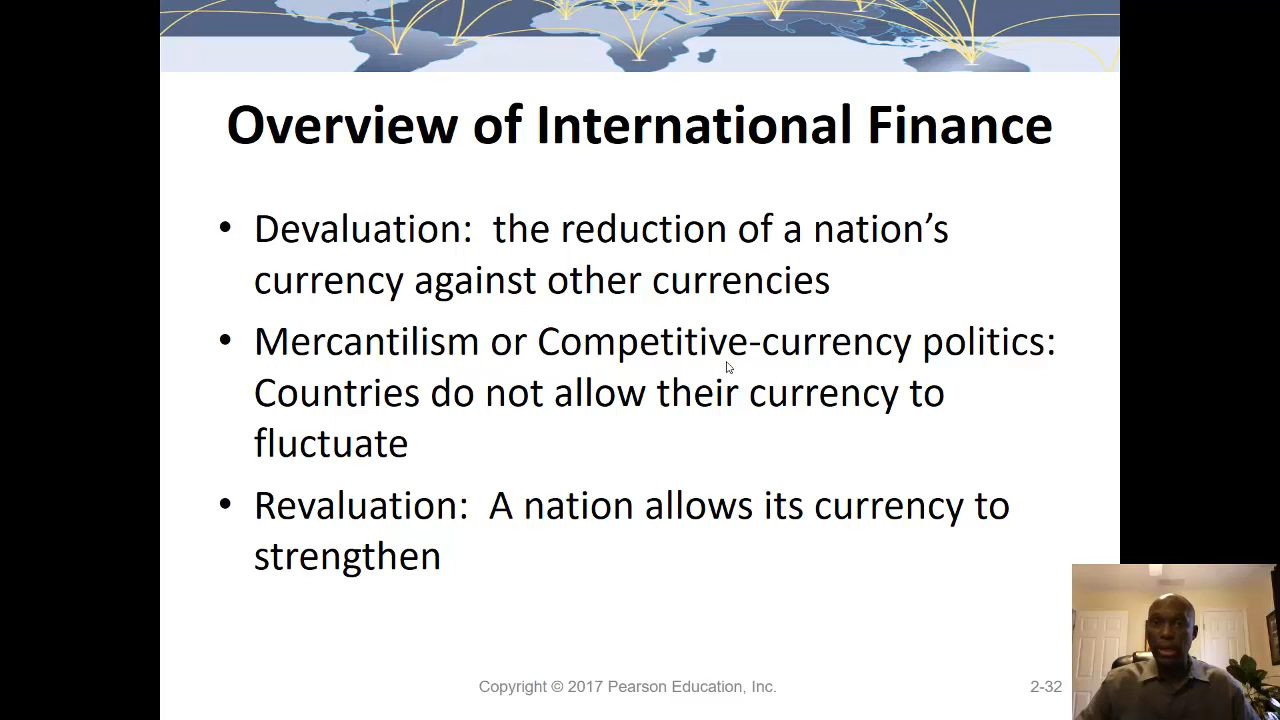 Overview of International Finance
• Devaluation: the reduction of a nation’s
currency against other currencies
• Mercantilism or Competitive-currency politics:
Countries do not allow their currency to
fluctuate
• Revaluation: A nation allows its currency to
strengthen
Copyright © 2017 Pearson Education, Inc.
2-32